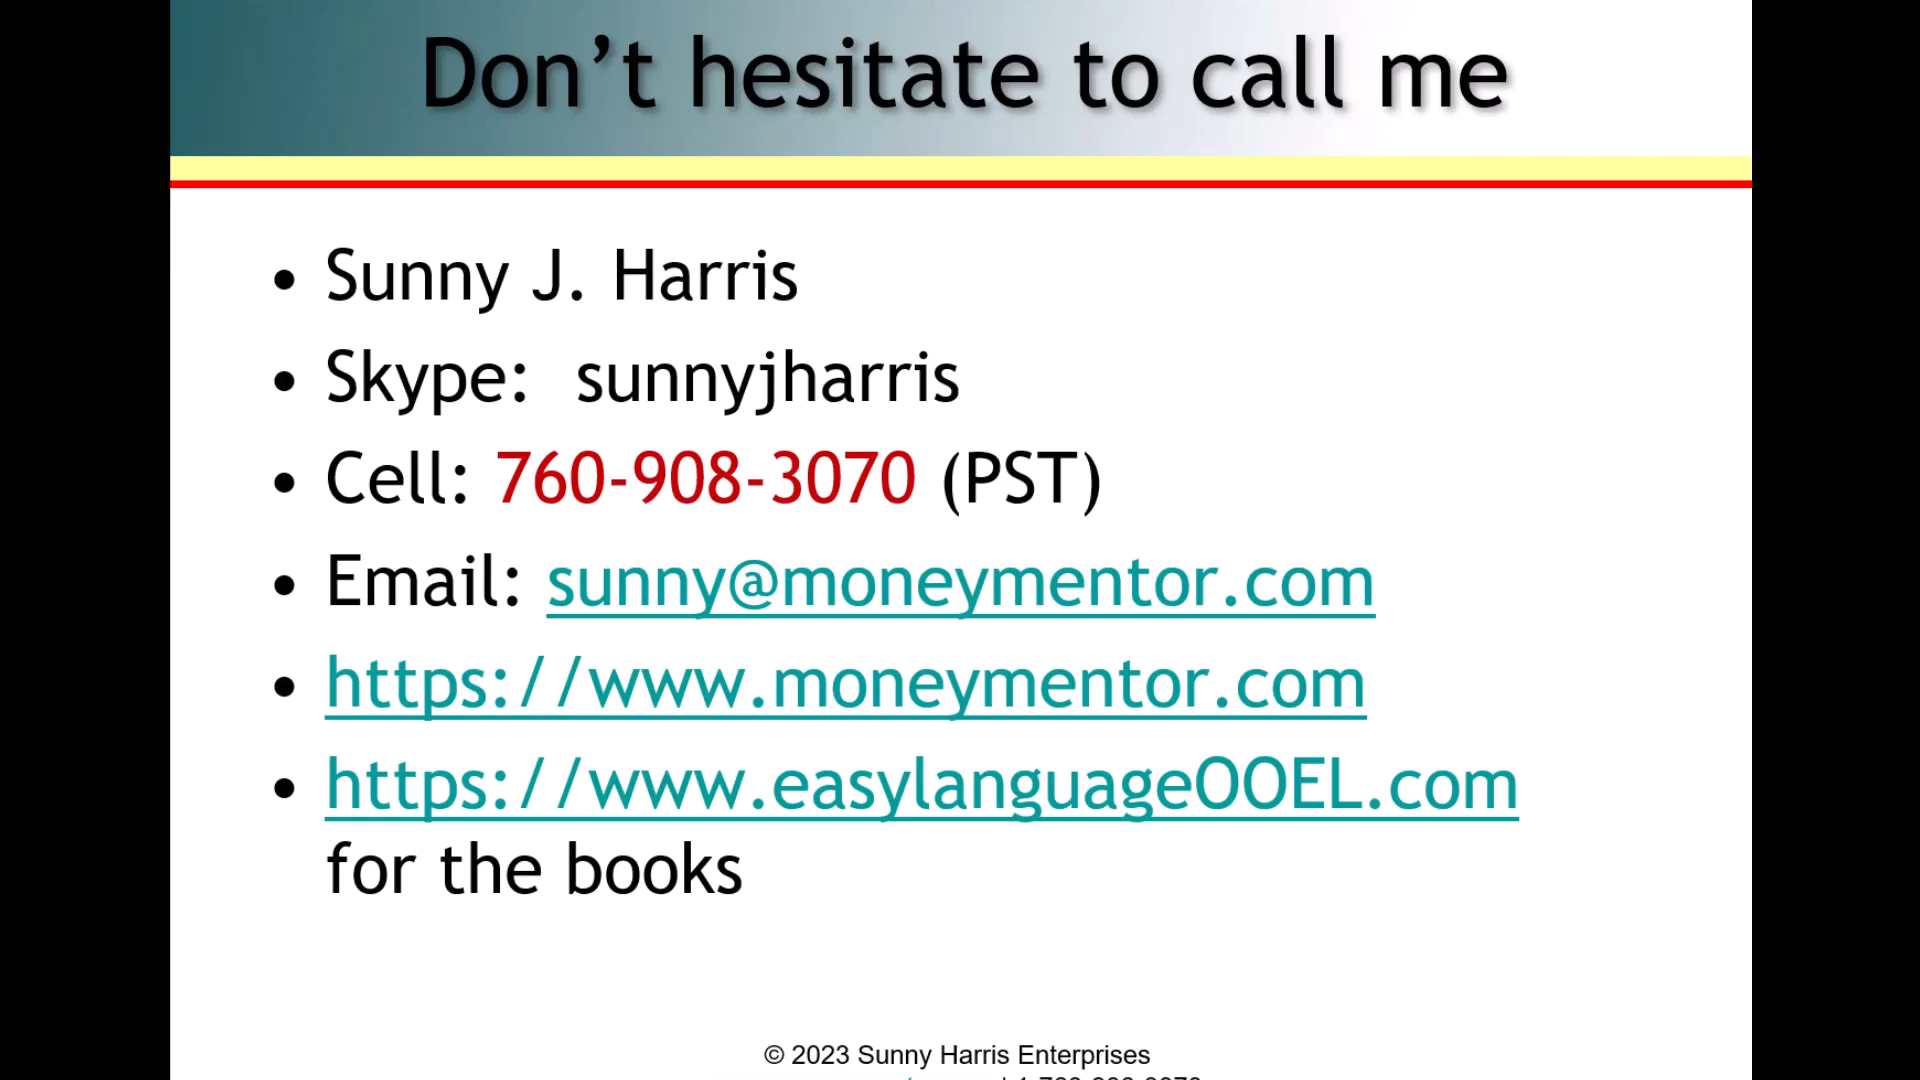 Don’t hesitate to call me
• Sunny J. Harris
• Skype:  sunnyjharris
• Cell: 760-908-3070 (PST)
• Email: sunny@moneymentor.com
• https://www.moneymentor.com
• https://www.easylanguageOOEL.com
for the books
© 2023 Sunny Harris Enterprises